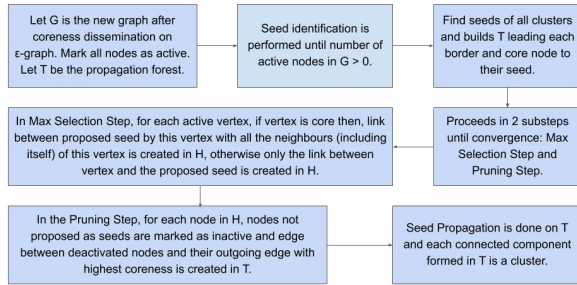 Let G is the new graph after
coreness dissemination on
ε-graph. Mark all nodes as active.
Let T be the propagation forest.
Seed identification is
performed until number of
active nodes in G > 0.
Find seeds of all clusters
and builds T leading each
border and core node to
their seed.
Proceeds in 2 substeps
until convergence: Max
Selection Step and
Pruning Step.
In Max Selection Step, for each active vertex, if vertex is core then, link
between proposed seed by this vertex with all the neighbours (including
itself) of this vertex is created in H, otherwise only the link between
vertex and the proposed seed is created in H.
In the Pruning Step, for each node in H, nodes not
proposed as seeds are marked as inactive and edge
between deactivated nodes and their outgoing edge with
highest coreness is created in T.
Seed Propagation is done on T
and each connected component
formed in T is a cluster.